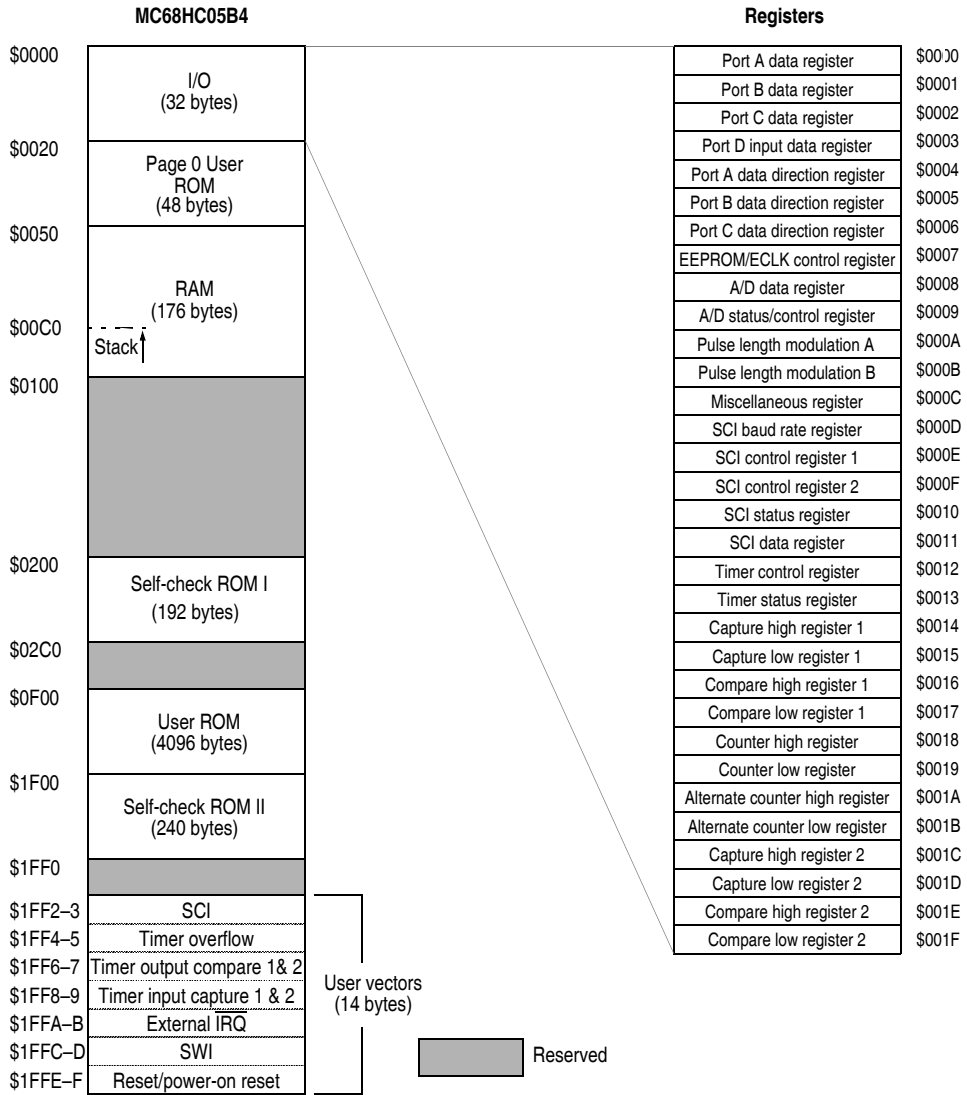 MC68HC05B4
$0000
I/O
(32 bytes)
$0020
Page 0 User
ROM
(48 bytes)
$0050
RAM
(176 bytes)
$00C0
Stack
$0100
$0200
Self-check ROM I
(192 bytes)
$02C0
$0F00
User ROM
(4096 bytes)
$1F00
Self-check ROM II
(240 bytes)
$1FF0
$1FF2–3 SCI
$1FF4–5 Timer overflow
$1FF6–7 Timer output compare 1& 2
$1FF8–9 Timer input capture 1 & 2
$1FFA–B External IRQ
$1FFC–D SWI
$1FFE–F Reset/power-on reset
User vectors
(14 bytes)
Reserved
Registers
Port A data register $0000
Port B data register $0001
Port C data register $0002
Port D input data register $0003
Port A data direction register $0004
Port B data direction register $0005
Port C data direction register $0006
EEPROM/ECLK control register $0007
A/D data register $0008
A/D status/control register $0009
Pulse length modulation A $000A
Pulse length modulation B $000B
Miscellaneous register $000C
SCI baud rate register $000D
SCI control register 1 $000E
SCI control register 2 $000F
SCI status register $0010
SCI data register $0011
Timer control register $0012
Timer status register $0013
Capture high register 1 $0014
Capture low register 1 $0015
Compare high register 1 $0016
Compare low register 1 $0017
Counter high register $0018
Counter low register $0019
Alternate counter high register $001A
Alternate counter low register $001B
Capture high register 2 $001C
Capture low register 2 $001D
Compare high register 2 $001E
Compare low register 2 $001F